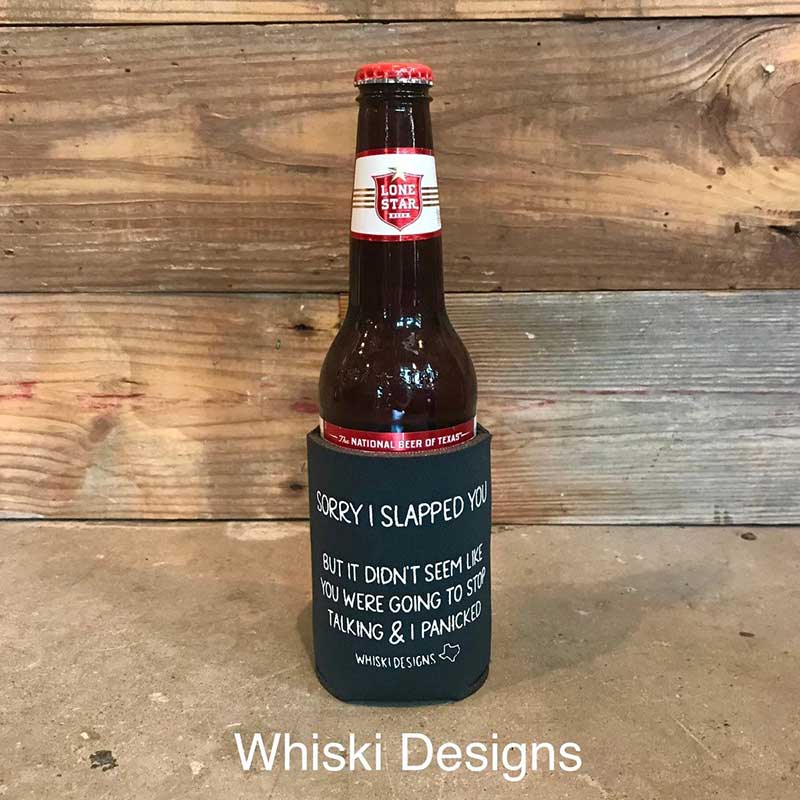 LONE
STAR
BEER
The NATIONAL BEER OF TEXAS
SORRY I SLAPPED YOU
BUT IT DIDN'T SEEM LIKE
YOU WERE GOING TO STOP
TALKING & I PANICKED
WHISKI DESIGNS
Whiski Designs